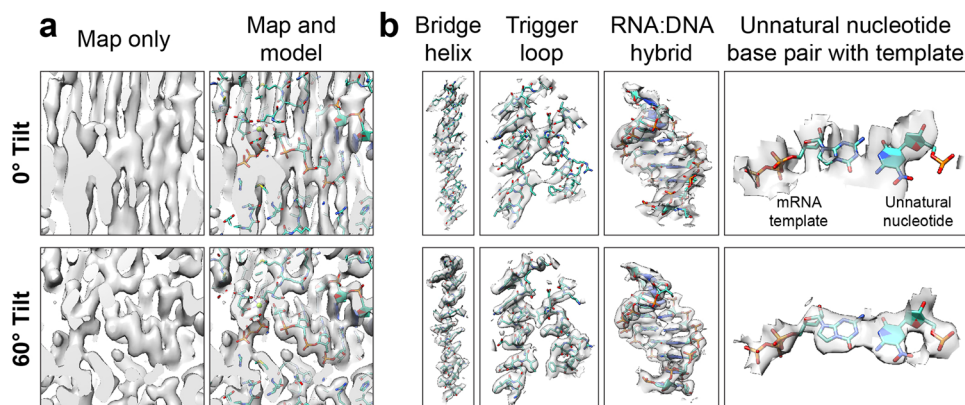 a
Map only
Map and
model
b
Bridge
helix
Trigger
loop
RNA:DNA
hybrid
Unnatural nucleotide
base pair with template
0° Tilt
mRNA
template
Unnatural
nucleotide
60° Tilt